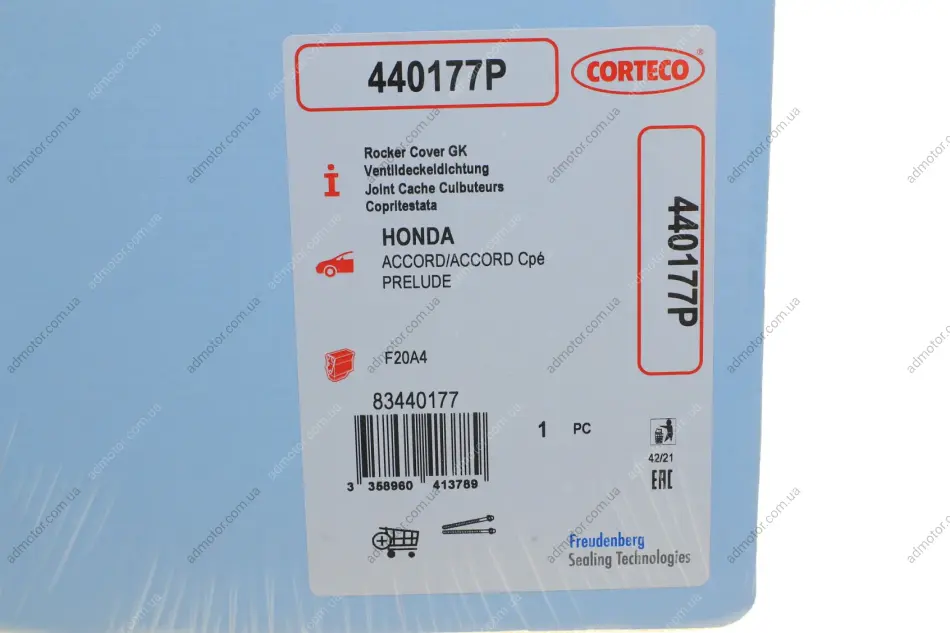 440177P
CORTECO®
Rocker Cover GK
Ventildeckeldichtung
Joint Cache Culbuteurs
Copritestata
HONDA
ACCORD/ACCORD Cpé
PRELUDE
440177P
F20A4
83440177
3 358960 413789
1 PC
42/21
EAC
Freudenberg
Sealing Technologies
admotor.com.ua